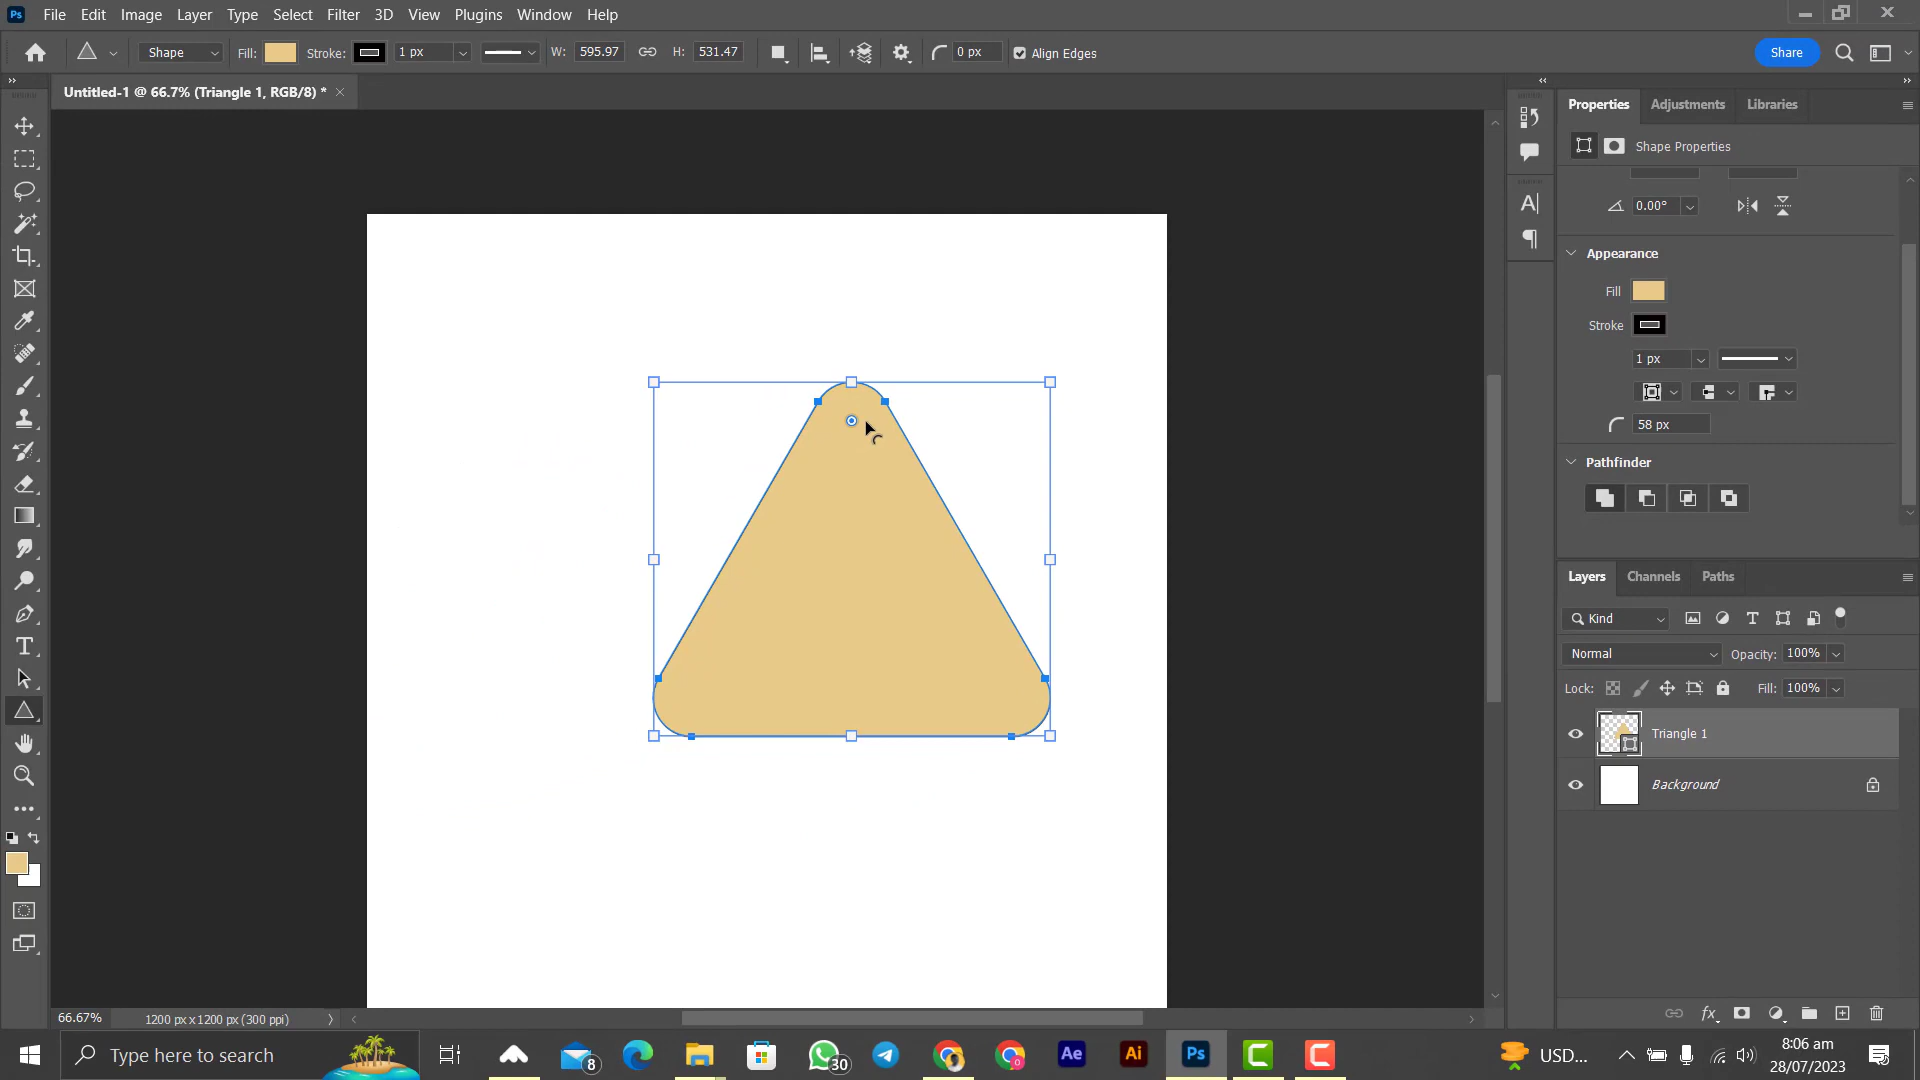 Ps File Edit Image Layer Type Select Filter 3D View Plugins Window Help
Shape Fill: Stroke: 1 px W: 595.97 H: 531.47 0 px Align Edges Share
Untitled-1 @ 66.7% (Triangle 1, RGB/8) *
Properties Adjustments Libraries
Shape Properties
0.00°
Appearance
Fill
Stroke
1 px
58 px
Pathfinder
Layers Channels Paths
Kind
Normal Opacity: 100%
Lock: Fill: 100%
Triangle 1
Background
66.67% 1200 px x 1200 px (300 ppi)
Type here to search 8 30 Ae Ai Ps USD... 8:06 am
28/07/2023